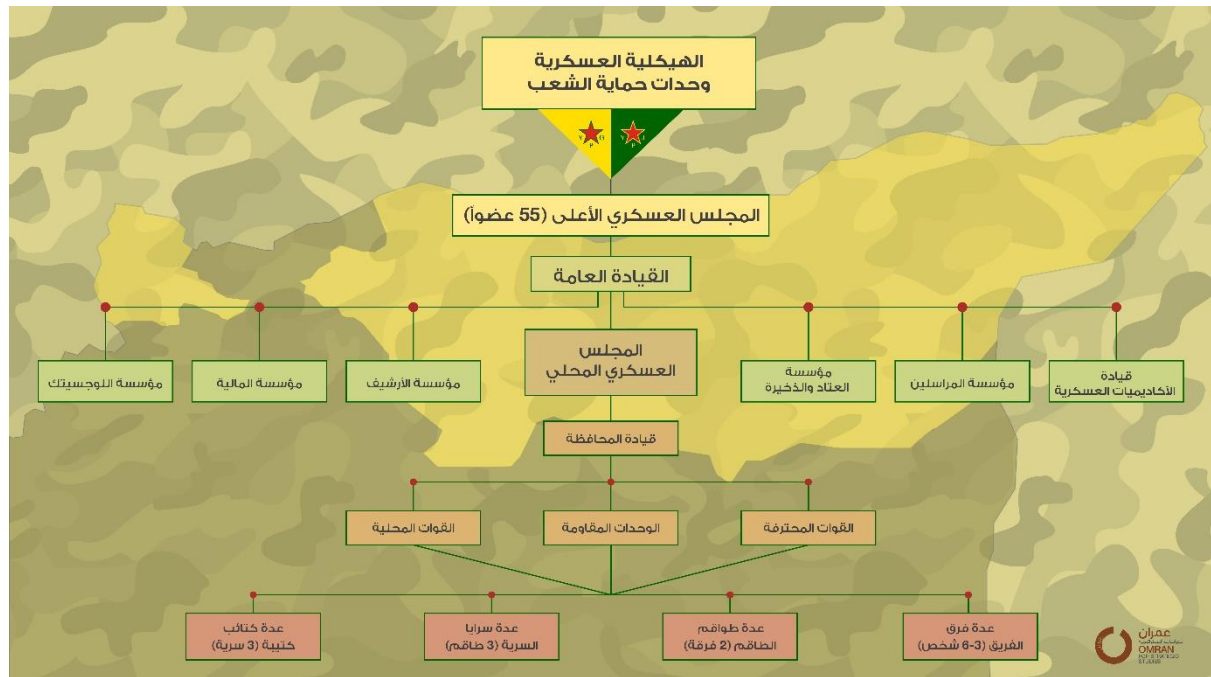 الهيكلية العسكرية
وحدات حماية الشعب
المجلس العسكري الأعلى (55 عضواً)
القيادة العامة
قيادة
الأكاديميات العسكرية
مؤسسة المراسلين
مؤسسة
العتاد والذخيرة
المجلس
العسكري المحلي
مؤسسة الأرشيف
مؤسسة المالية
مؤسسة اللوجسيتك
قيادة المحافظة
القوات المحترفة
الوحدات المقاومة
القوات المحلية
عدة فرق
الفريق (3-6 شخص)
عدة طواقم
الطاقم (2 فرقة)
عدة سرايا
السرية (3 طاقم)
عدة كتائب
كتيبة (3 سرية)
عمران
OMRAN